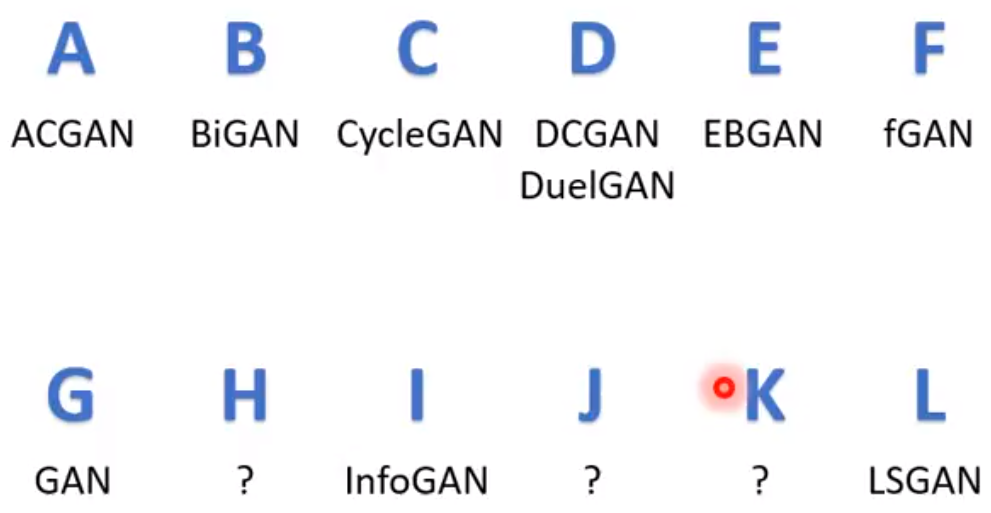 A B C D E F
ACGAN BiGAN CycleGAN DCGAN EBGAN fGAN
DuelGAN
G H I J K L
GAN ? InfoGAN ? ? LSGAN